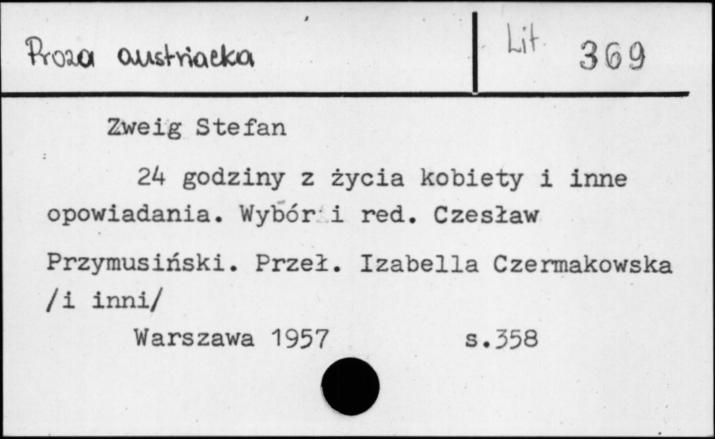 Proza austriacka
Lit 369
Zweig Stefan
24 godziny z życia kobiety i inne
opowiadania. Wybór i red. Czesław
Przymusiński. Przeł. Izabella Czermakowska
/i inni/
Warszawa 1957 s.358